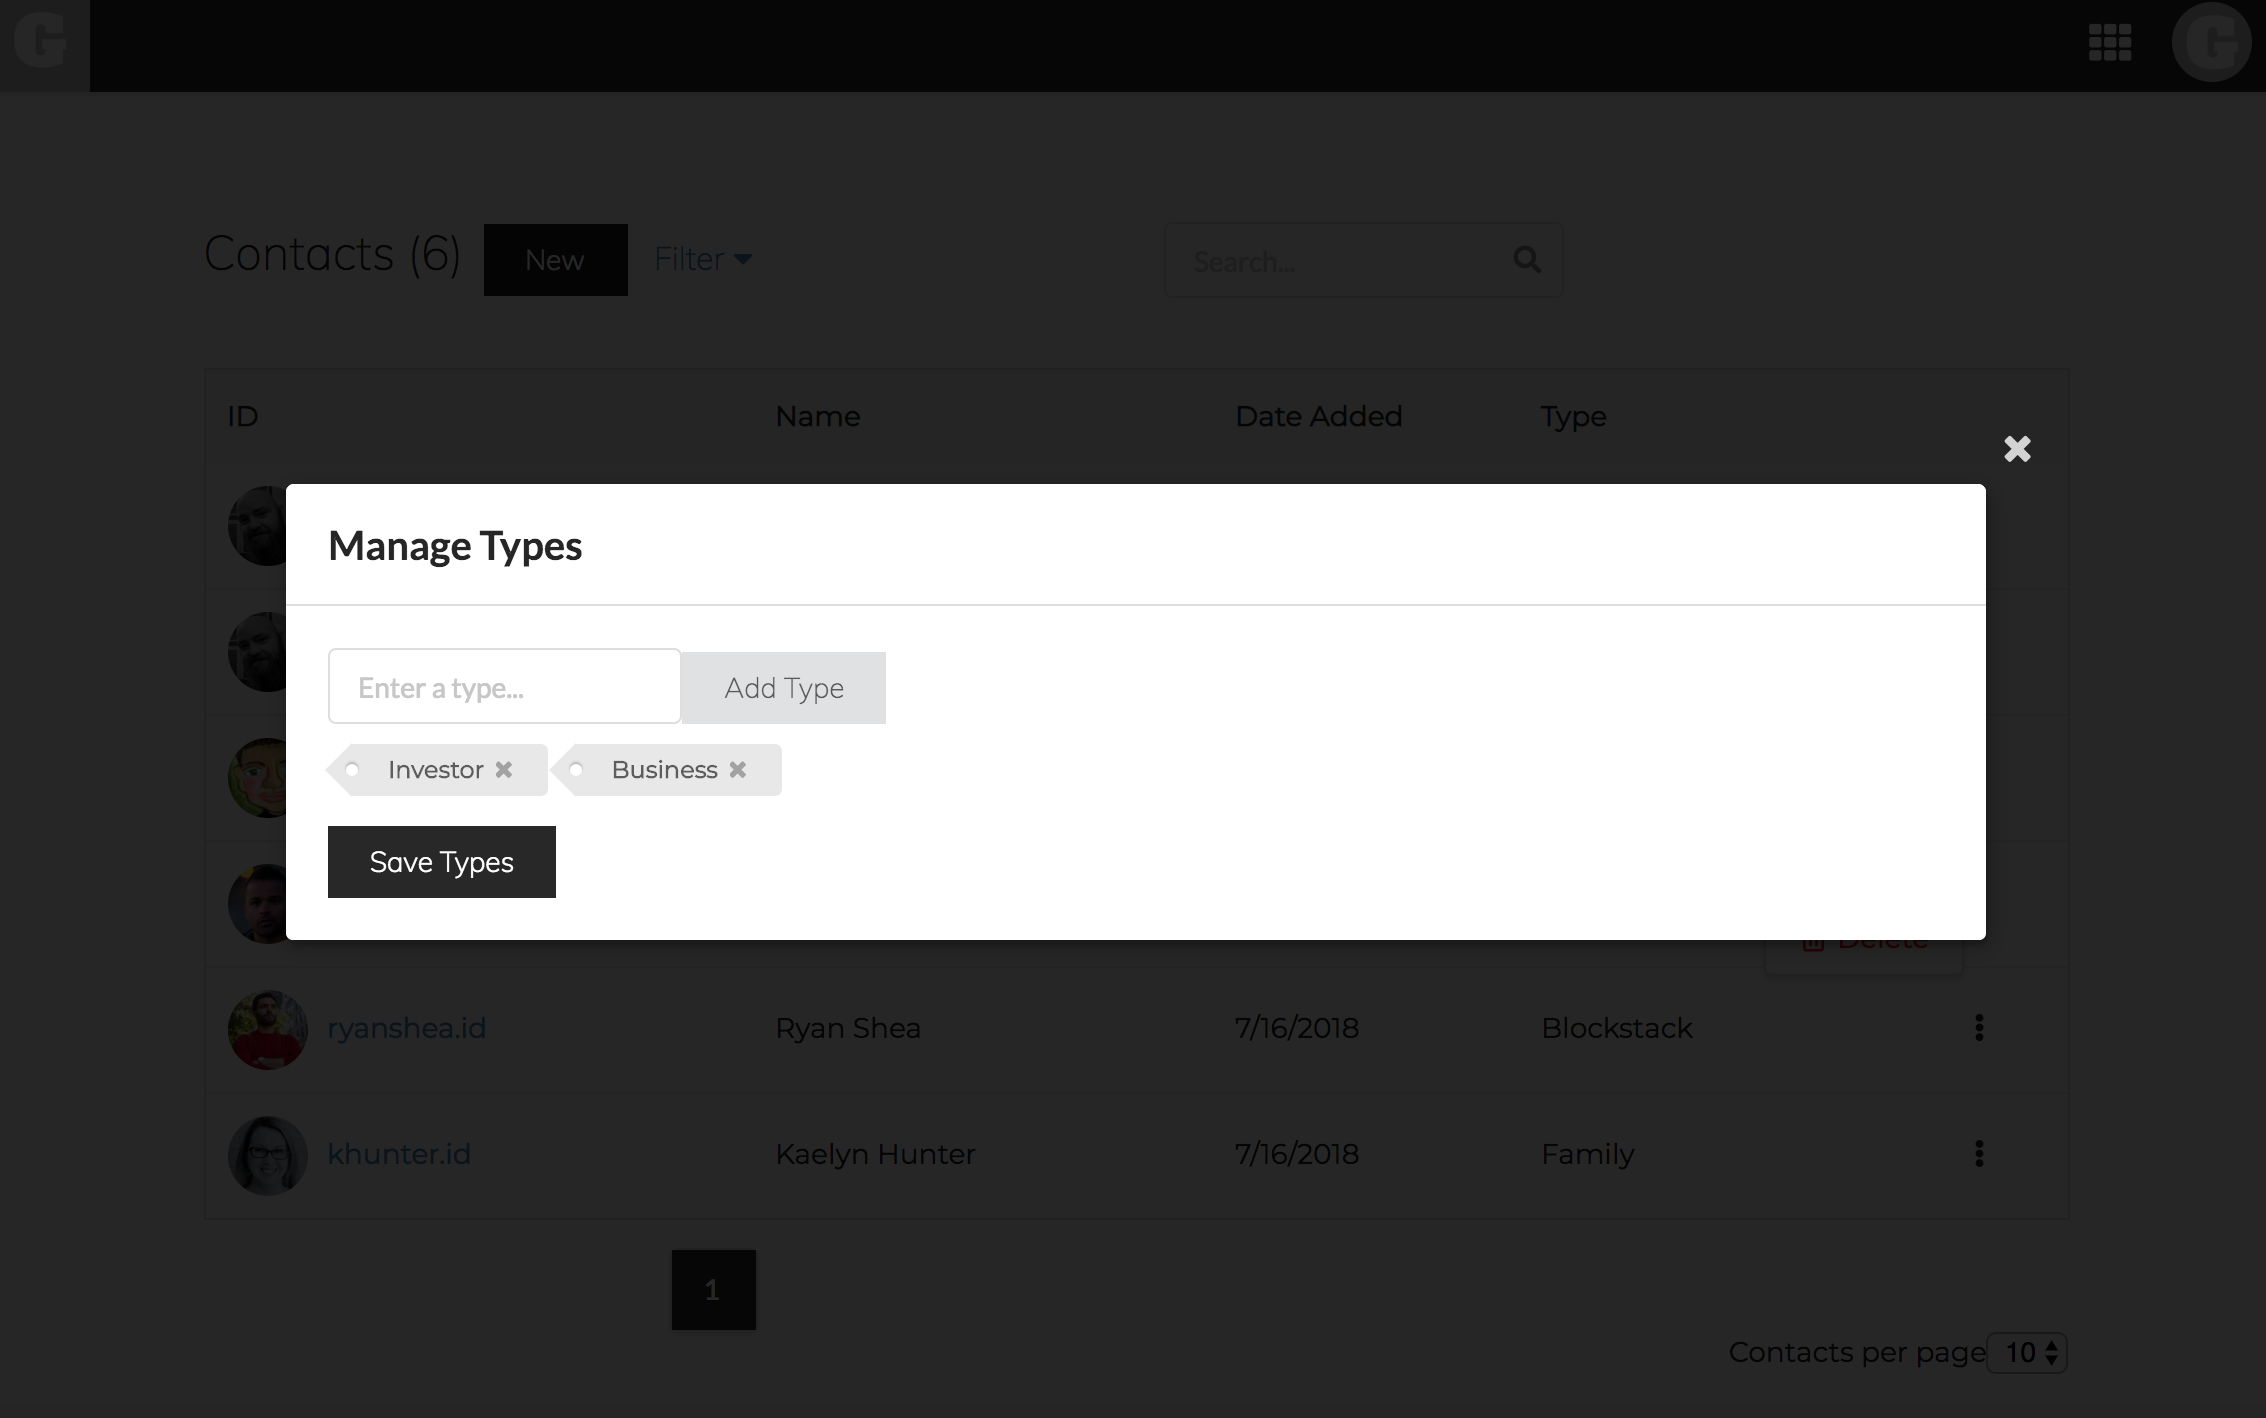 G
G
Contacts (6)
New
Filter
Search...
ID Name Date Added Type
Manage Types
Enter a type...
Add Type
Investor
Business
Save Types
Delete
ryanshea.id Ryan Shea 7/16/2018 Blockstack
khunter.id Kaelyn Hunter 7/16/2018 Family
1
Contacts per page 10